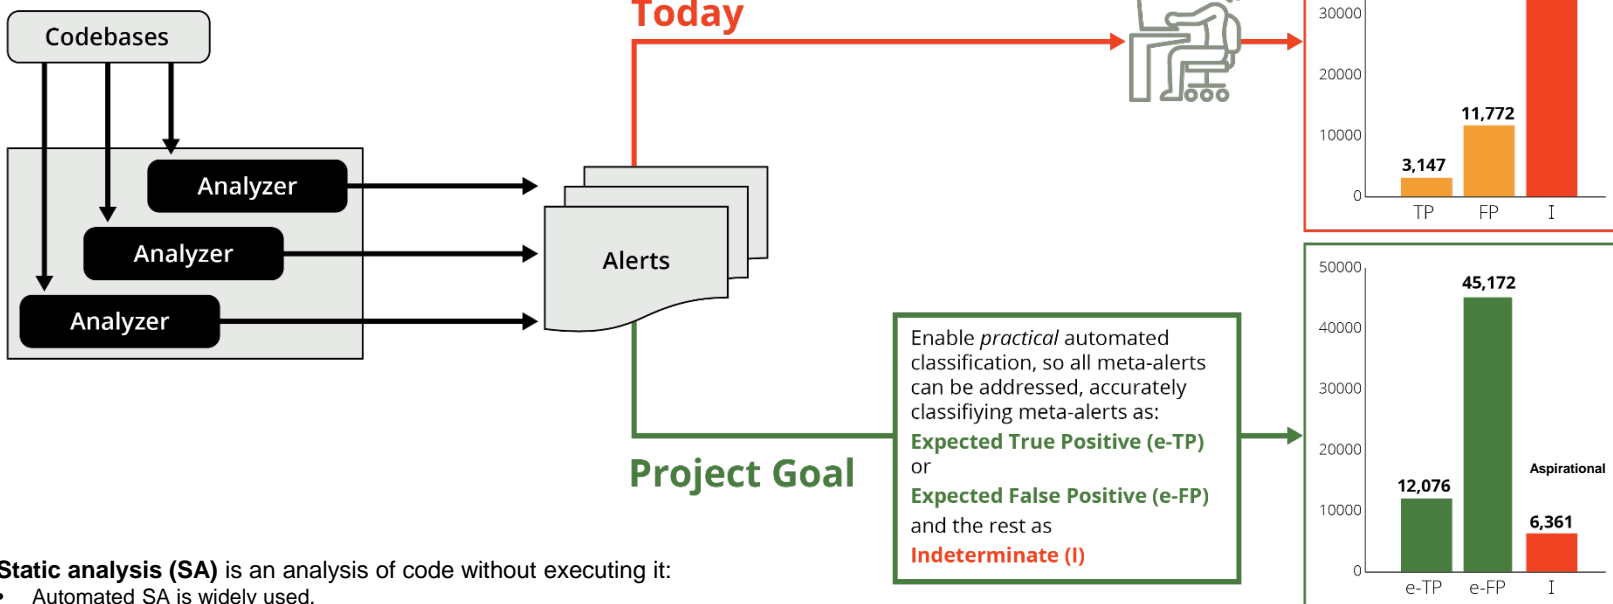 Today
Codebases
Analyzer
Analyzer
Analyzer
Alerts
Project Goal
Enable practical automated
classification, so all meta-alerts
can be addressed, accurately
classifiying meta-alerts as:
Expected True Positive (e-TP)
or
Expected False Positive (e-FP)
and the rest as
Indeterminate (I)
30000
20000
10000
0
3,147
11,772
TP FP I
50000
40000
30000
20000
10000
0
12,076
45,172
Aspirational
6,361
e-TP e-FP I
Static analysis (SA) is an analysis of code without executing it:
• Automated SA is widely used.